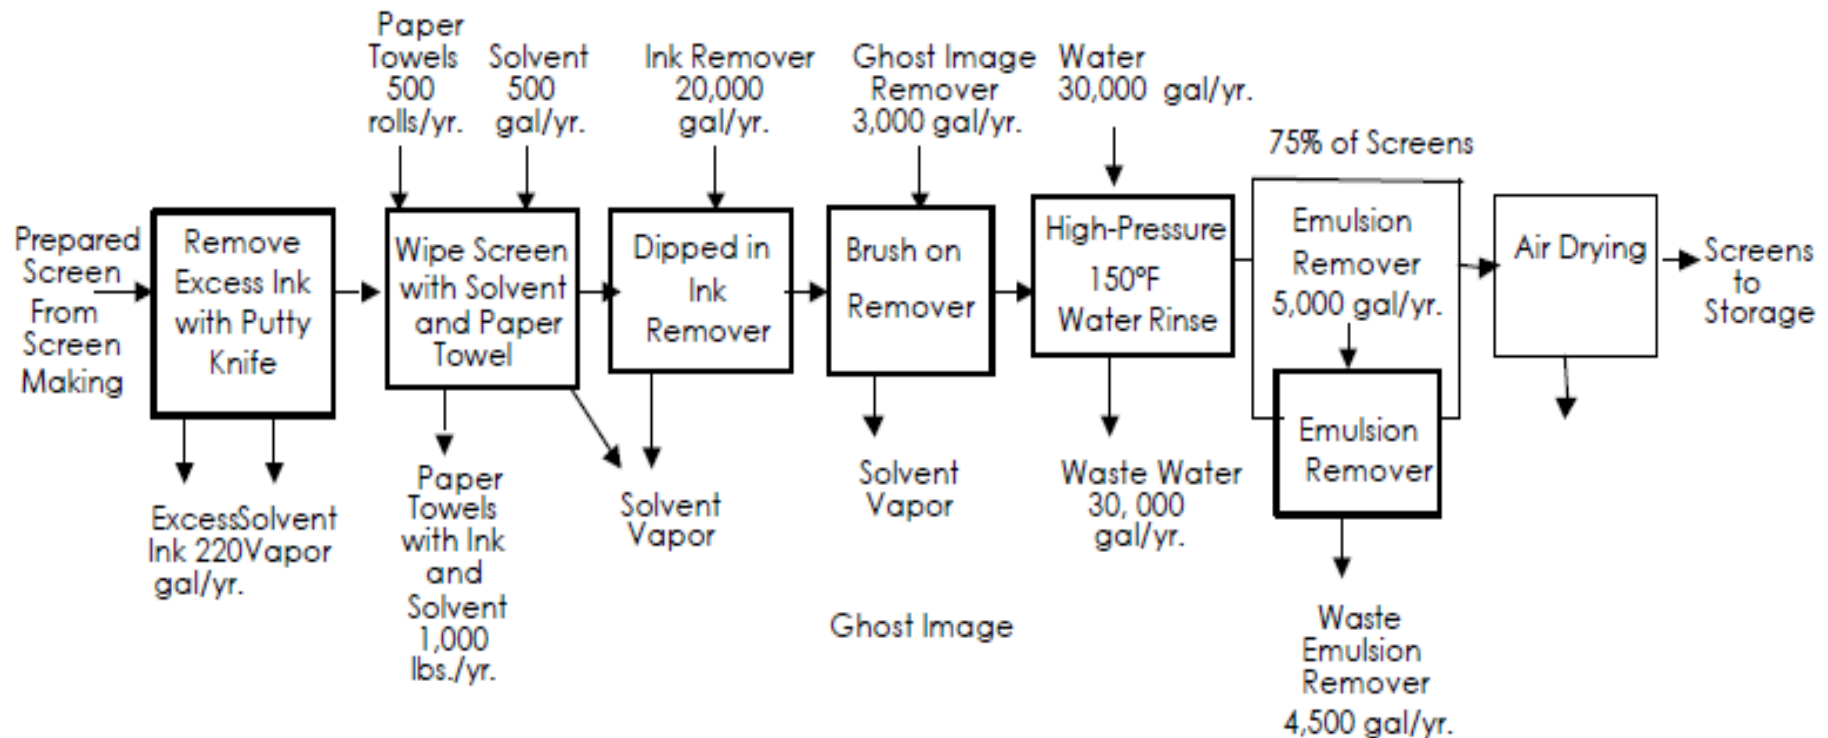 Paper
Towels
500
rolls/yr.
Solvent
500
gal/yr.
Ink Remover
20,000
gal/yr.
Ghost Image
Remover
3,000 gal/yr.
Water
30,000 gal/yr.
75% of Screens
Prepared
Screen
From
Screen
Making
Remove
Excess Ink
with Putty
Knife
Wipe Screen
with Solvent
and Paper
Towel
Dipped in
Ink
Remover
Brush on
Remover
High-Pressure
150°F
Water Rinse
Emulsion
Remover
5,000 gal/yr.
Emulsion
Remover
Air Drying
Screens
to
Storage
Excess
Ink 220
gal/yr.
Solvent
Vapor
Paper
Towels
with Ink
and
Solvent
1,000
lbs./yr.
Solvent
Vapor
Solvent
Vapor
Ghost Image
Waste Water
30, 000
gal/yr.
Waste
Emulsion
Remover
4,500 gal/yr.